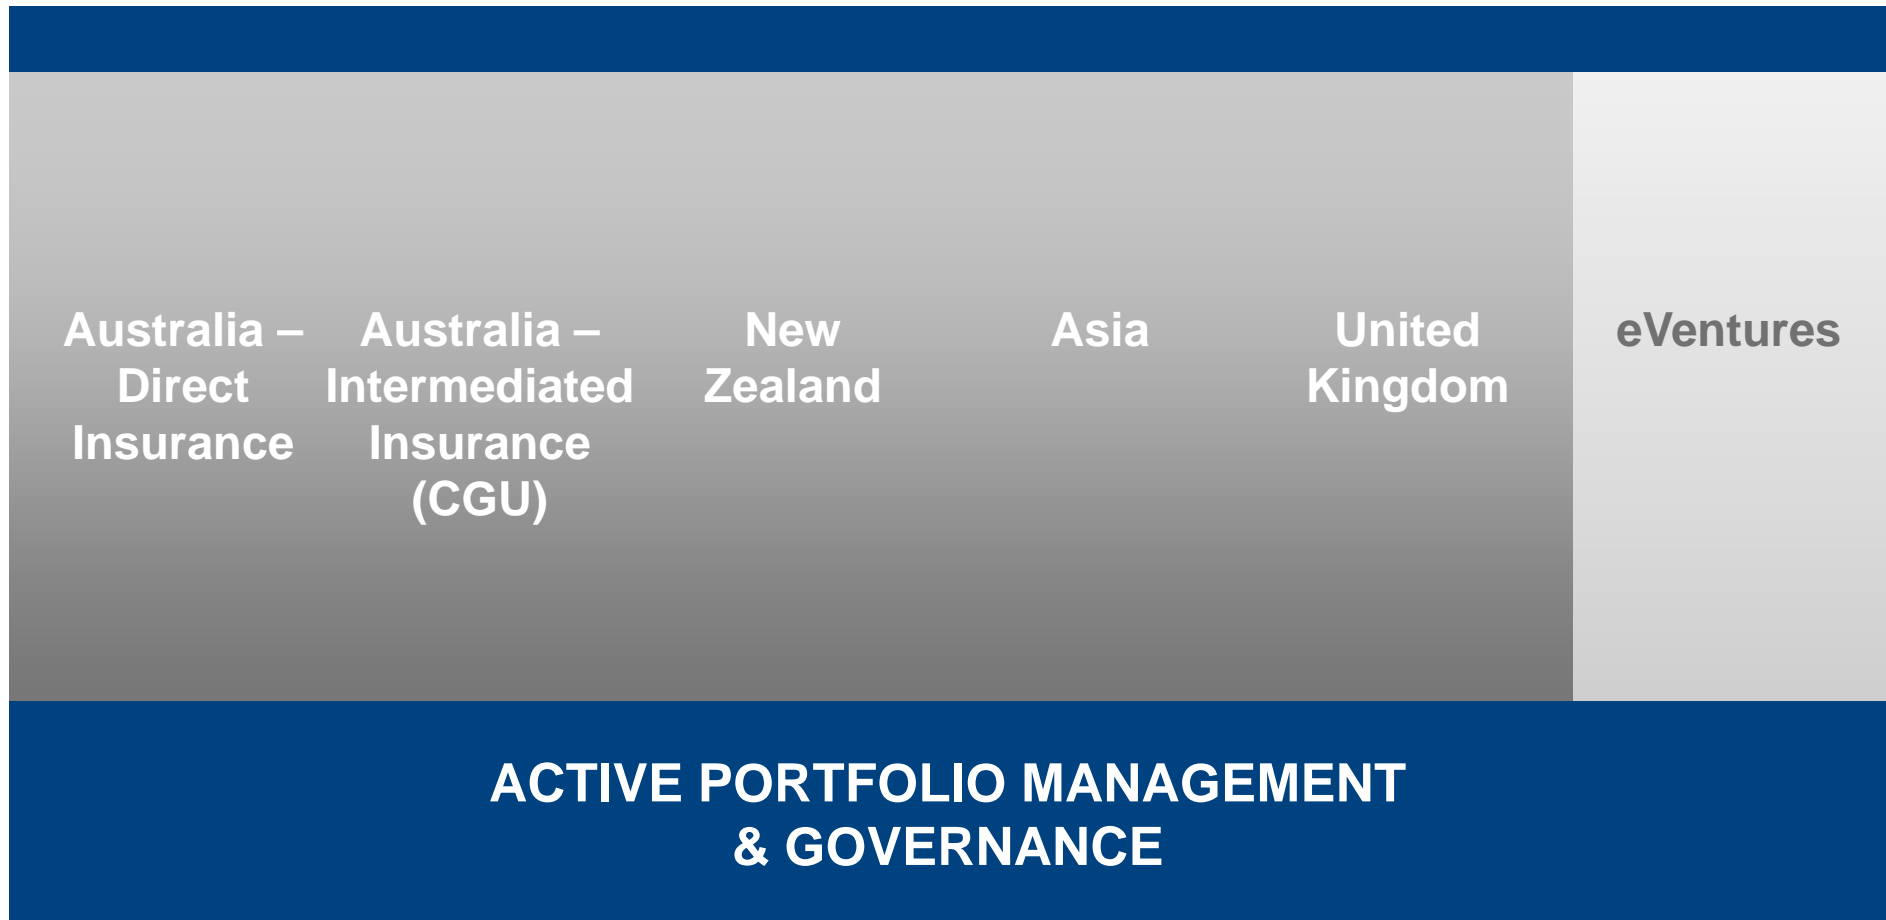 Australia –
Direct
Insurance
Australia –
Intermediated
Insurance
(CGU)
New
Zealand
Asia
United
Kingdom
eVentures
ACTIVE PORTFOLIO MANAGEMENT
& GOVERNANCE